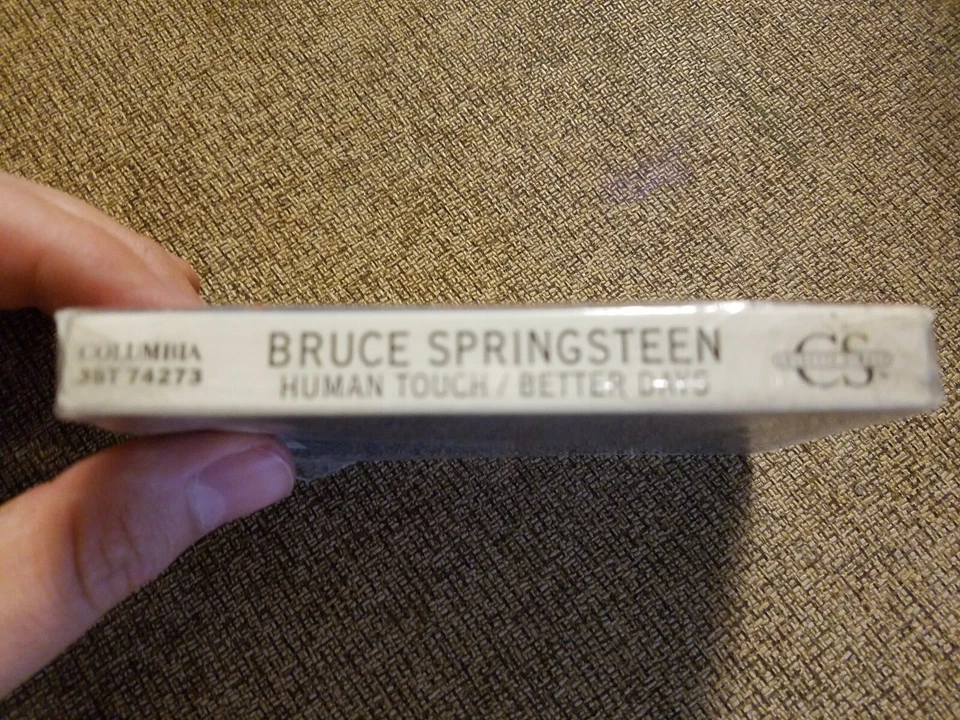 COLUMBIA
38T 74273
BRUCE SPRINGSTEEN
HUMAN TOUCH / BETTER DAYS
CS